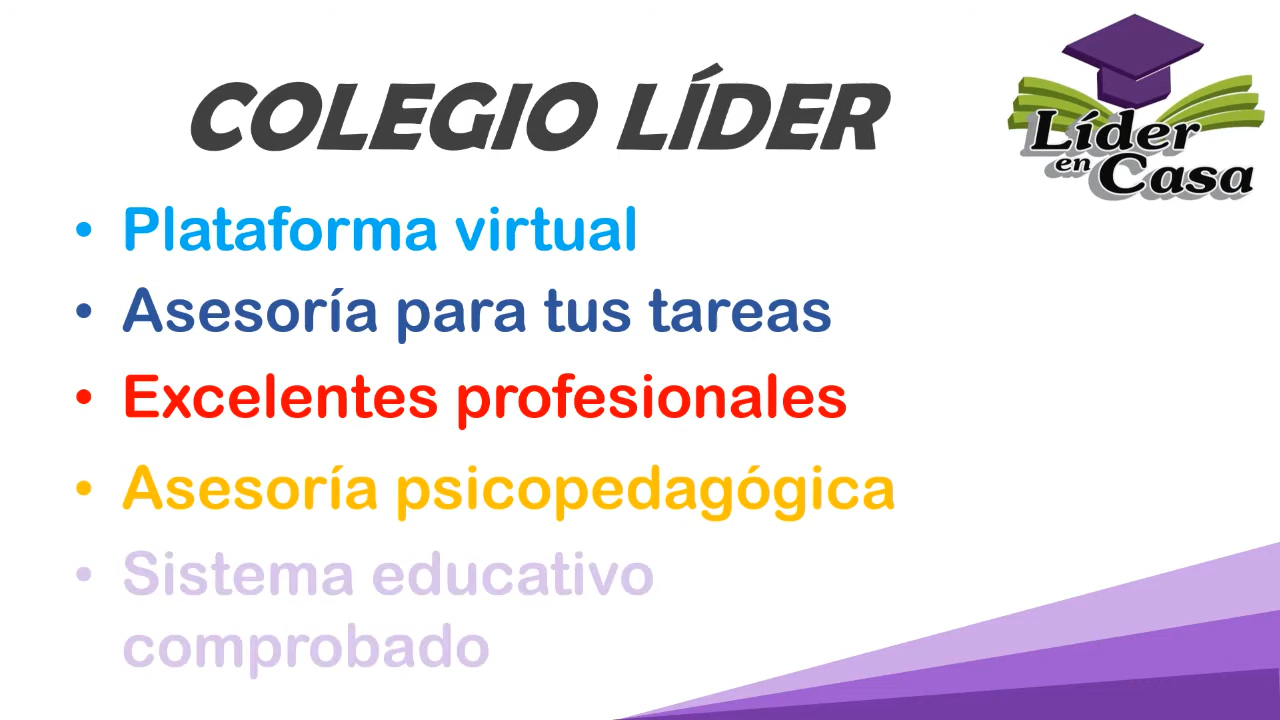 COLEGIO LÍDER
Líder
en Casa
• Plataforma virtual
• Asesoría para tus tareas
• Excelentes profesionales
• Asesoría psicopedagógica
• Sistema educativo
comprobado